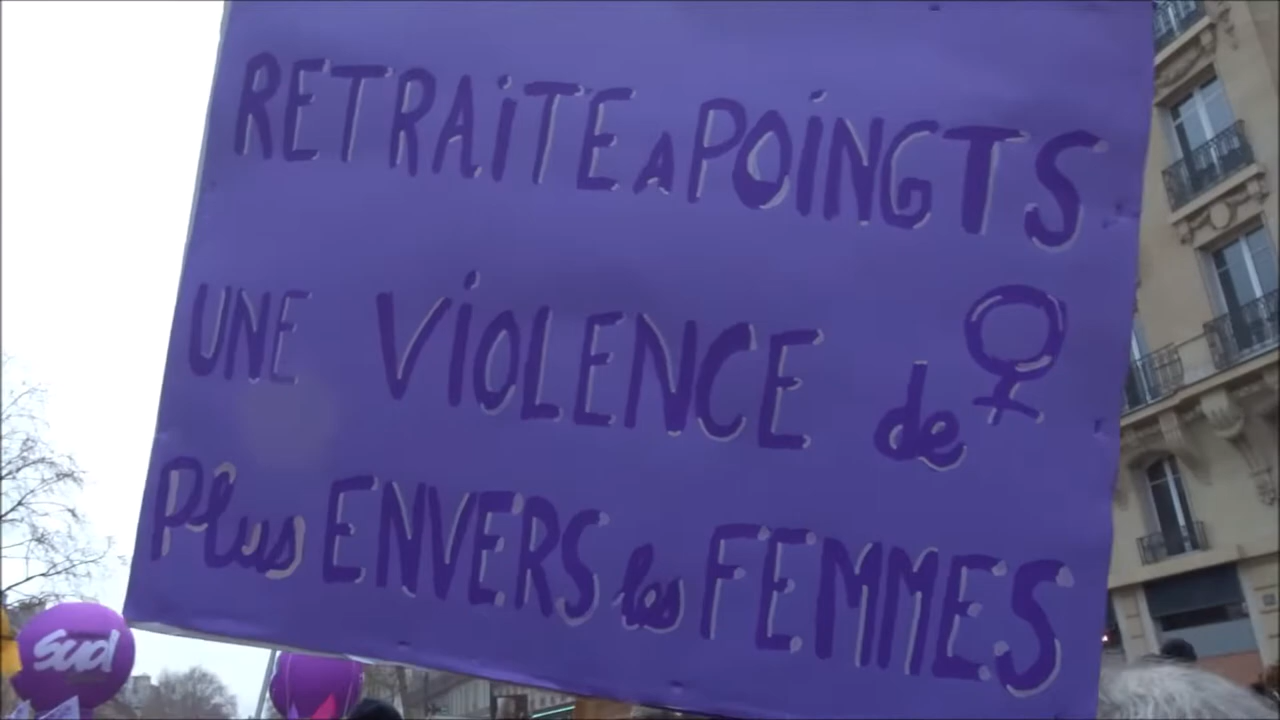 RETRAiTE A POiNGTS
UNE ViOLENCE de ♀
Plus ENVERS les FEMMES
Sud